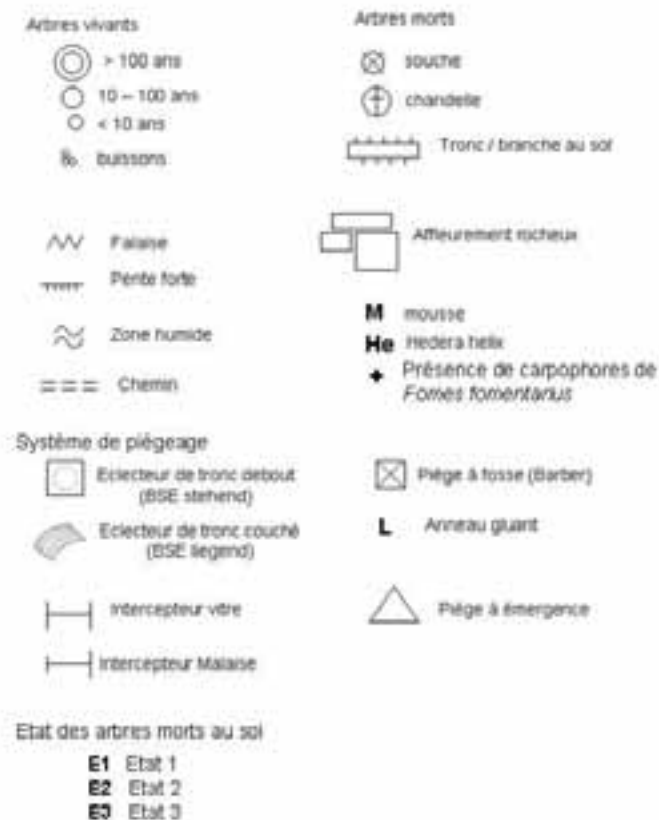 Arbres vivants
> 100 ans
10 – 100 ans
< 10 ans
buissons
Arbres morts
souche
chandelle
Tronc / branche au sol
Falaise
Pente forte
Zone humide
Chemin
Affleurement rocheux
M mousse
He Hedera helix
+ Présence de carpophores de
Fomes fomentarius
Système de piégeage
Eclecteur de tronc debout
(BSE stehend)
Eclecteur de tronc couché
(BSE liegend)
Intercepteur vitre
Intercepteur Malaise
Piège à fosse (Barber)
L Anneau gluant
Piège à émergence
Etat des arbres morts au sol
E1 Etat 1
E2 Etat 2
E3 Etat 3